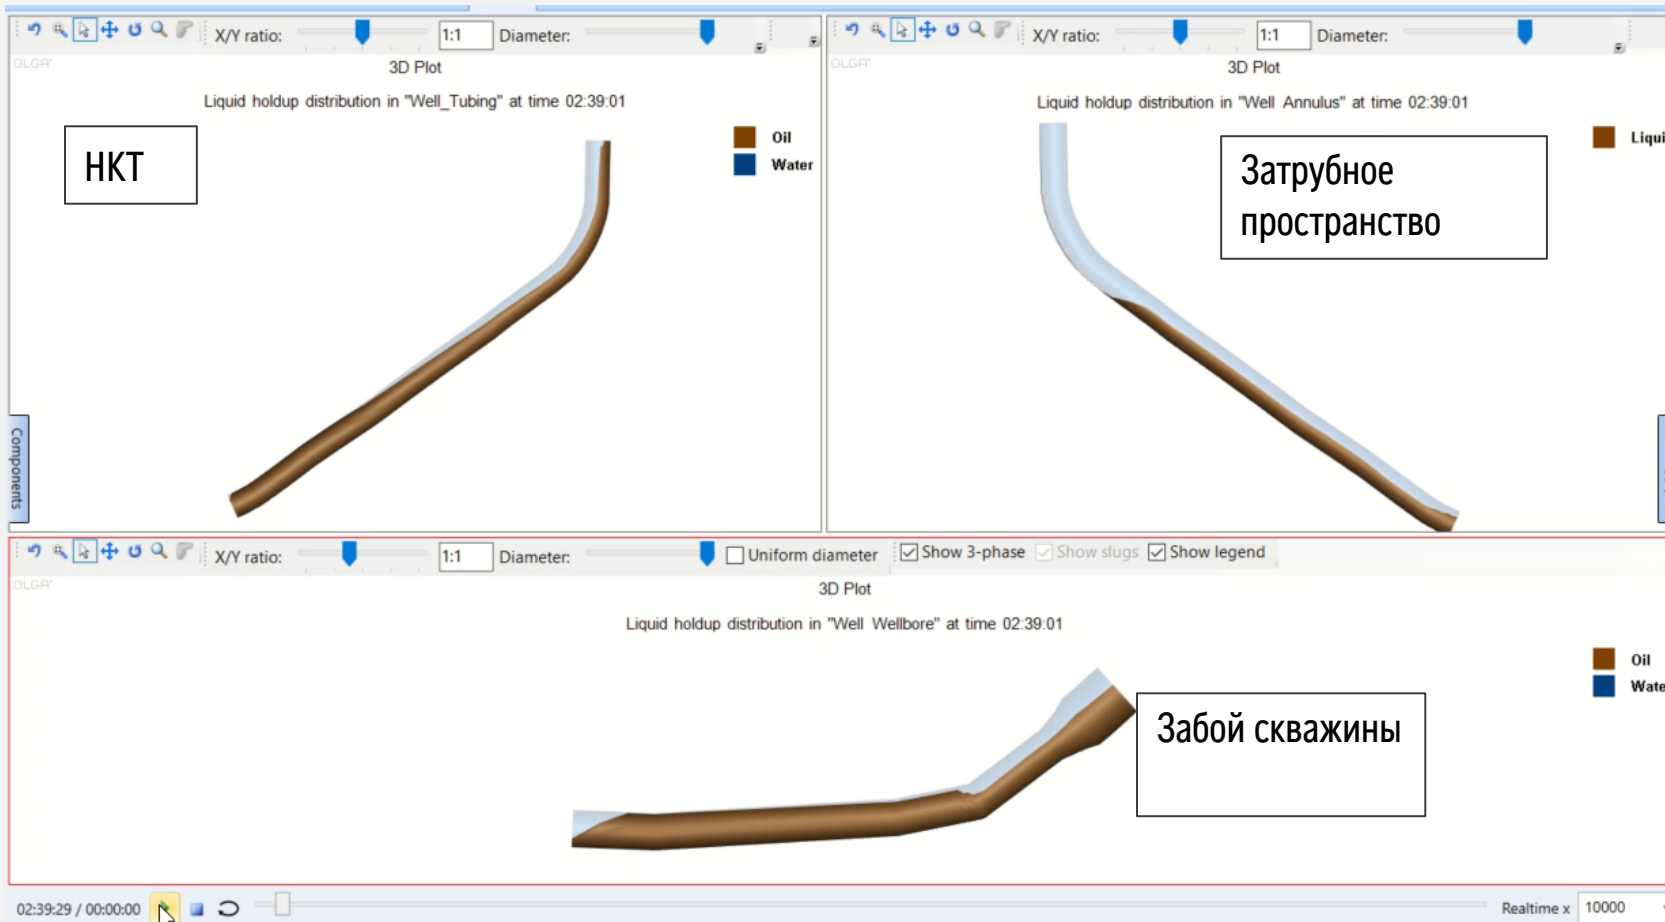 X/Y ratio:
1:1
Diameter:
OLGA
3D Plot
Liquid holdup distribution in "Well_Tubing" at time 02:39:01
НКТ
Oil
Water
Components
X/Y ratio:
1:1
Diameter:
OLGA
3D Plot
Liquid holdup distribution in "Well Annulus" at time 02:39:01
Затрубное
пространство
Liqui
X/Y ratio:
1:1
Diameter:
Uniform diameter
Show 3-phase
Show slugs
Show legend
OLGA
3D Plot
Liquid holdup distribution in "Well Wellbore" at time 02:39:01
Oil
Wate
Забой скважины
02:39:29 / 00:00:00
Realtime x
10000